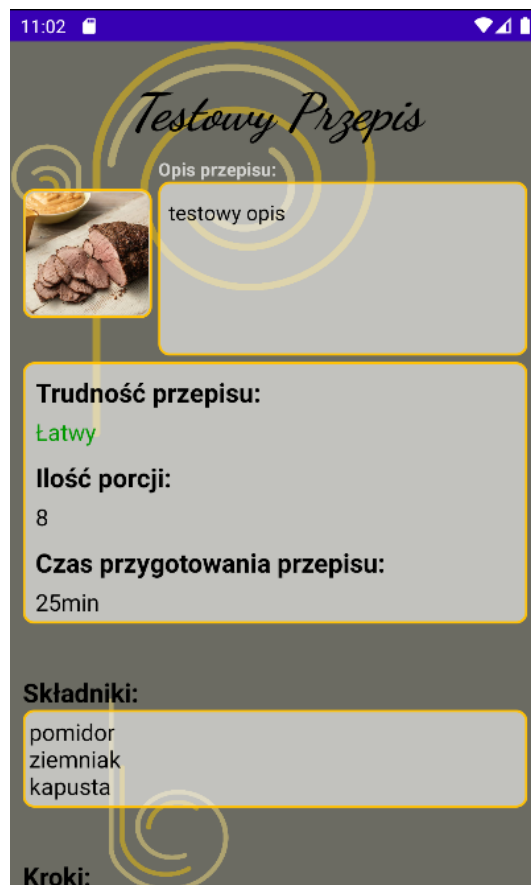 11:02
Testowy Przepis
Opis przepisu:
testowy opis
Trudność przepisu:
Łatwy
Ilość porcji:
8
Czas przygotowania przepisu:
25min
Składniki:
pomidor
ziemniak
kapusta
Kroki: